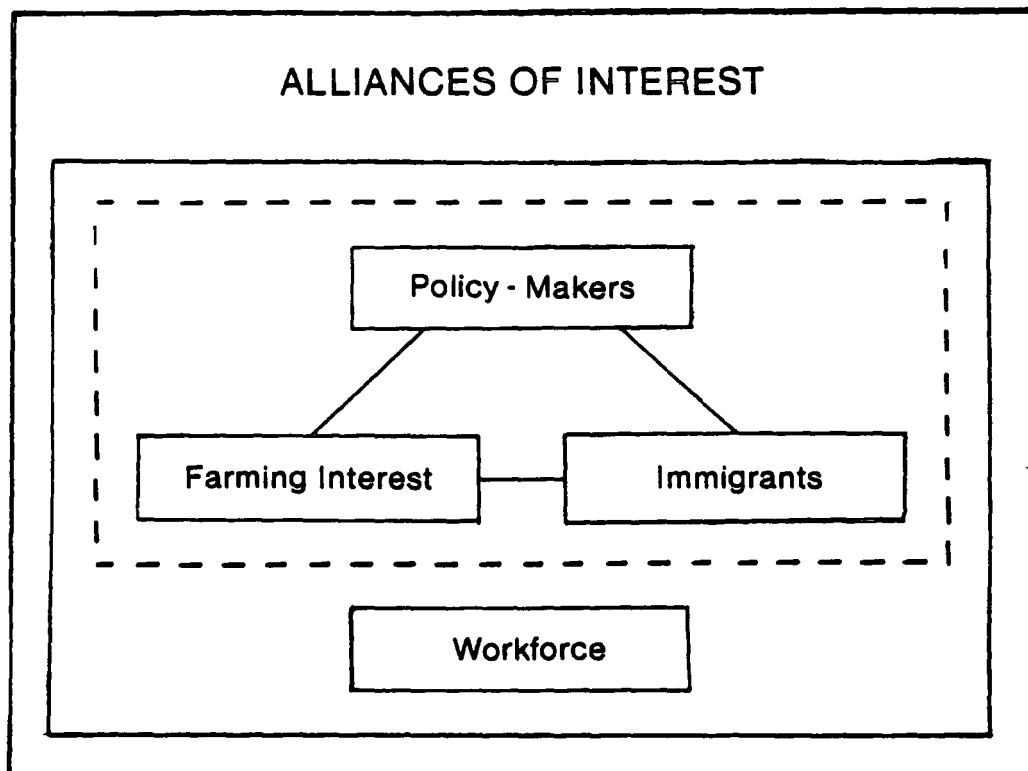 ALLIANCES OF INTEREST
Policy - Makers
Farming Interest
Immigrants
Workforce